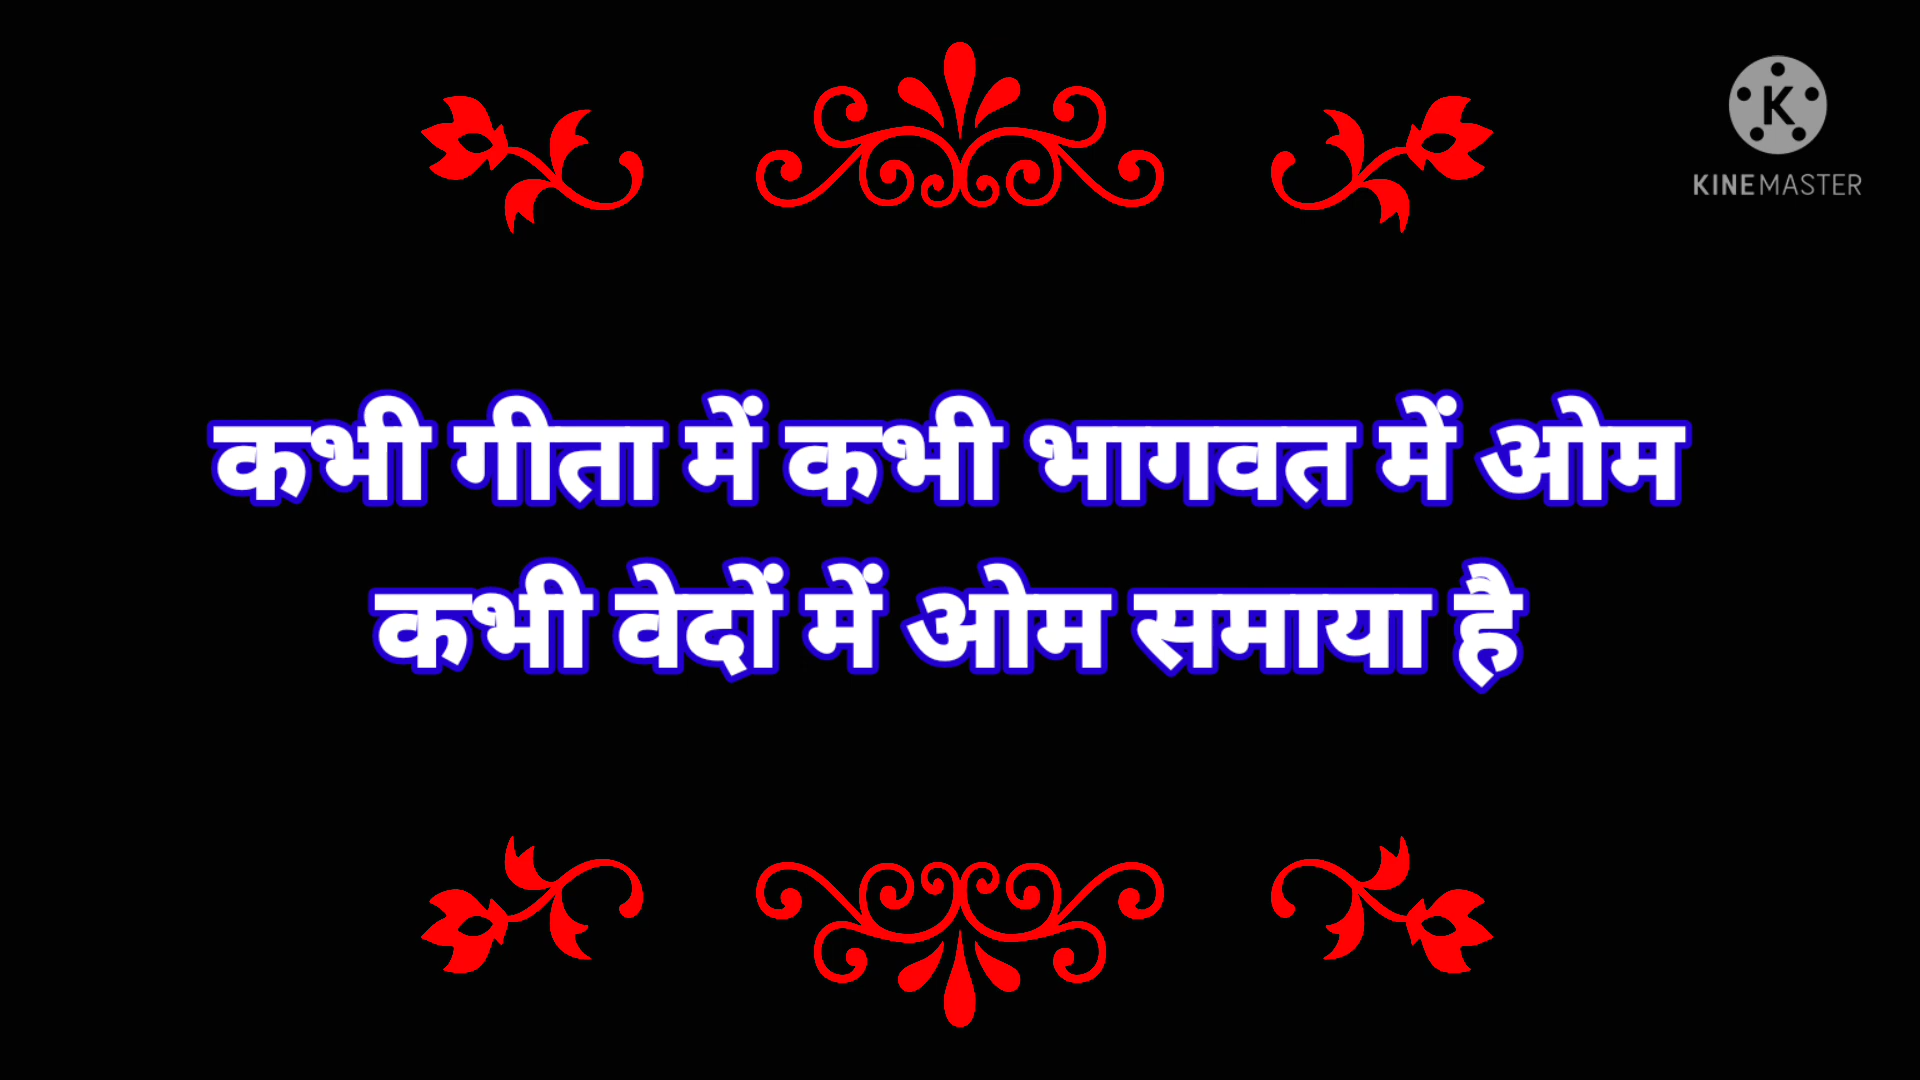 K
KINEMASTER
कभी गीता में कभी भागवत में ओम
कभी वेदों में ओम समाया है